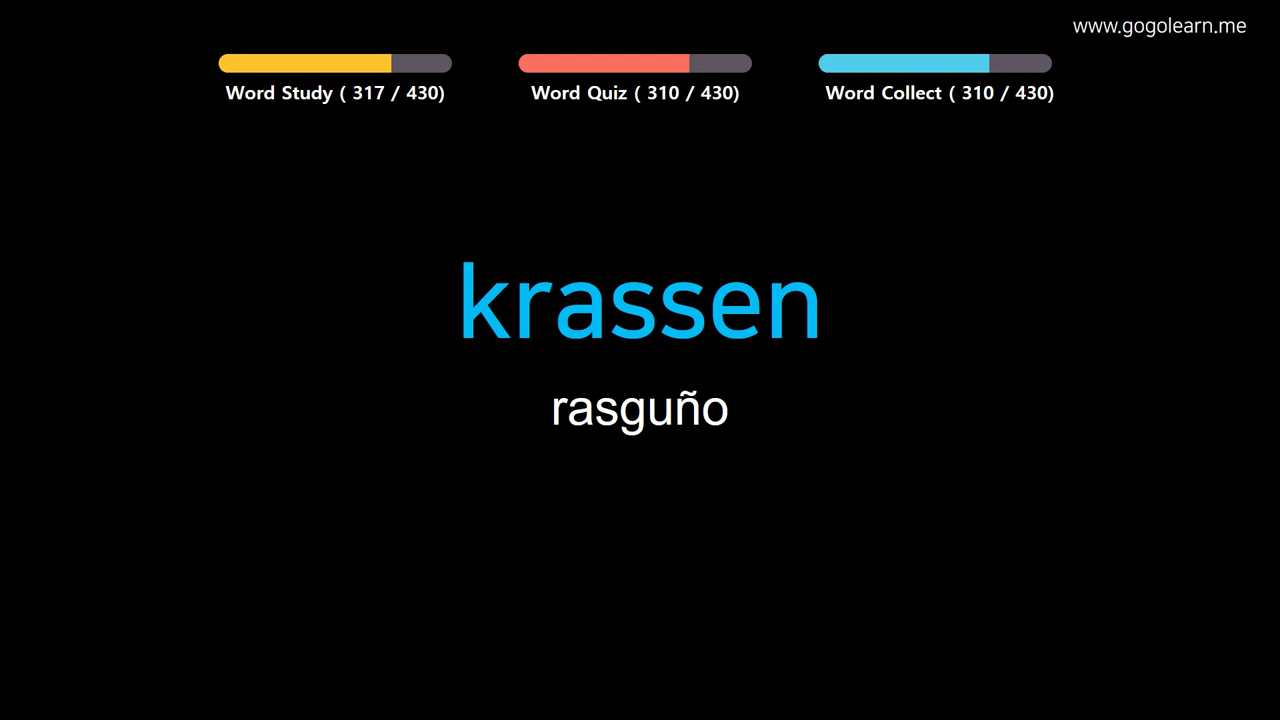 www.gogolearn.me
Word Study ( 317 / 430)
Word Quiz ( 310 / 430)
Word Collect ( 310 / 430)
krassen
rasguño